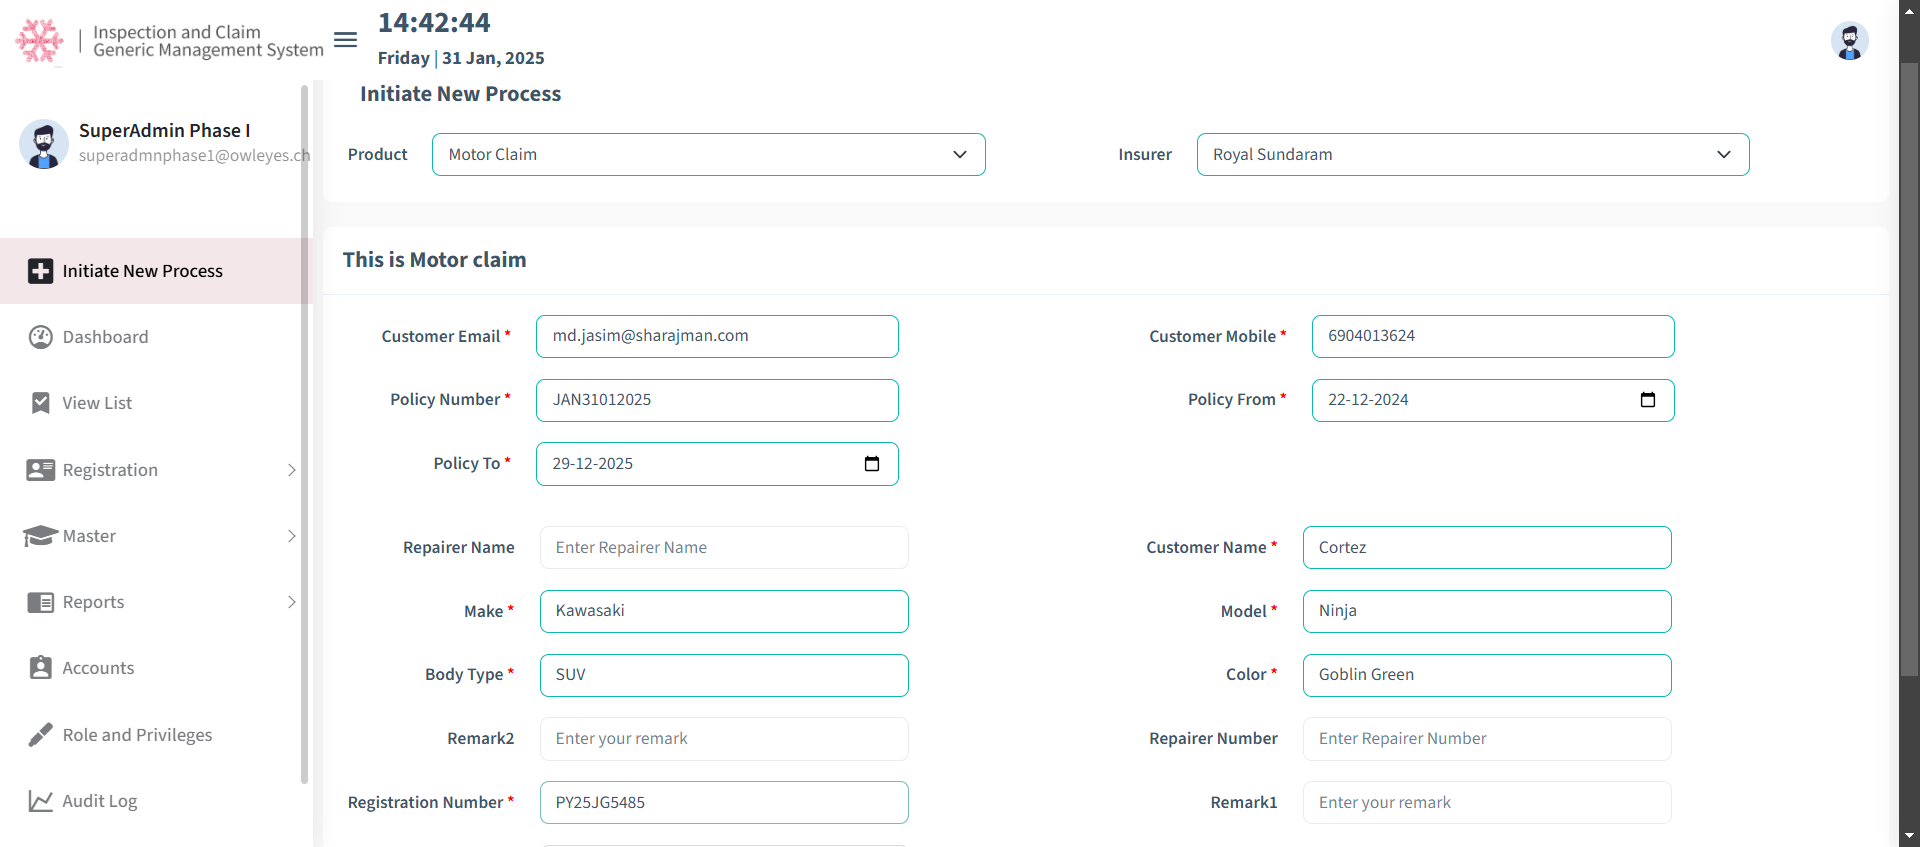 Inspection and Claim
Generic Management System
14:42:44
Friday | 31 Jan, 2025
SuperAdmin Phase I
superadmnphase1@owleyes.ch
Initiate New Process
Dashboard
View List
Registration
Master
Reports
Accounts
Role and Privileges
Audit Log
Initiate New Process
Product Motor Claim Insurer Royal Sundaram
This is Motor claim
Customer Email * md.jasim@sharajman.com Customer Mobile * 6904013624
Policy Number * JAN31012025 Policy From * 22-12-2024
Policy To * 29-12-2025
Repairer Name Enter Repairer Name Customer Name * Cortez
Make * Kawasaki Model * Ninja
Body Type * SUV Color * Goblin Green
Remark2 Enter your remark Repairer Number Enter Repairer Number
Registration Number * PY25JG5485 Remark1 Enter your remark